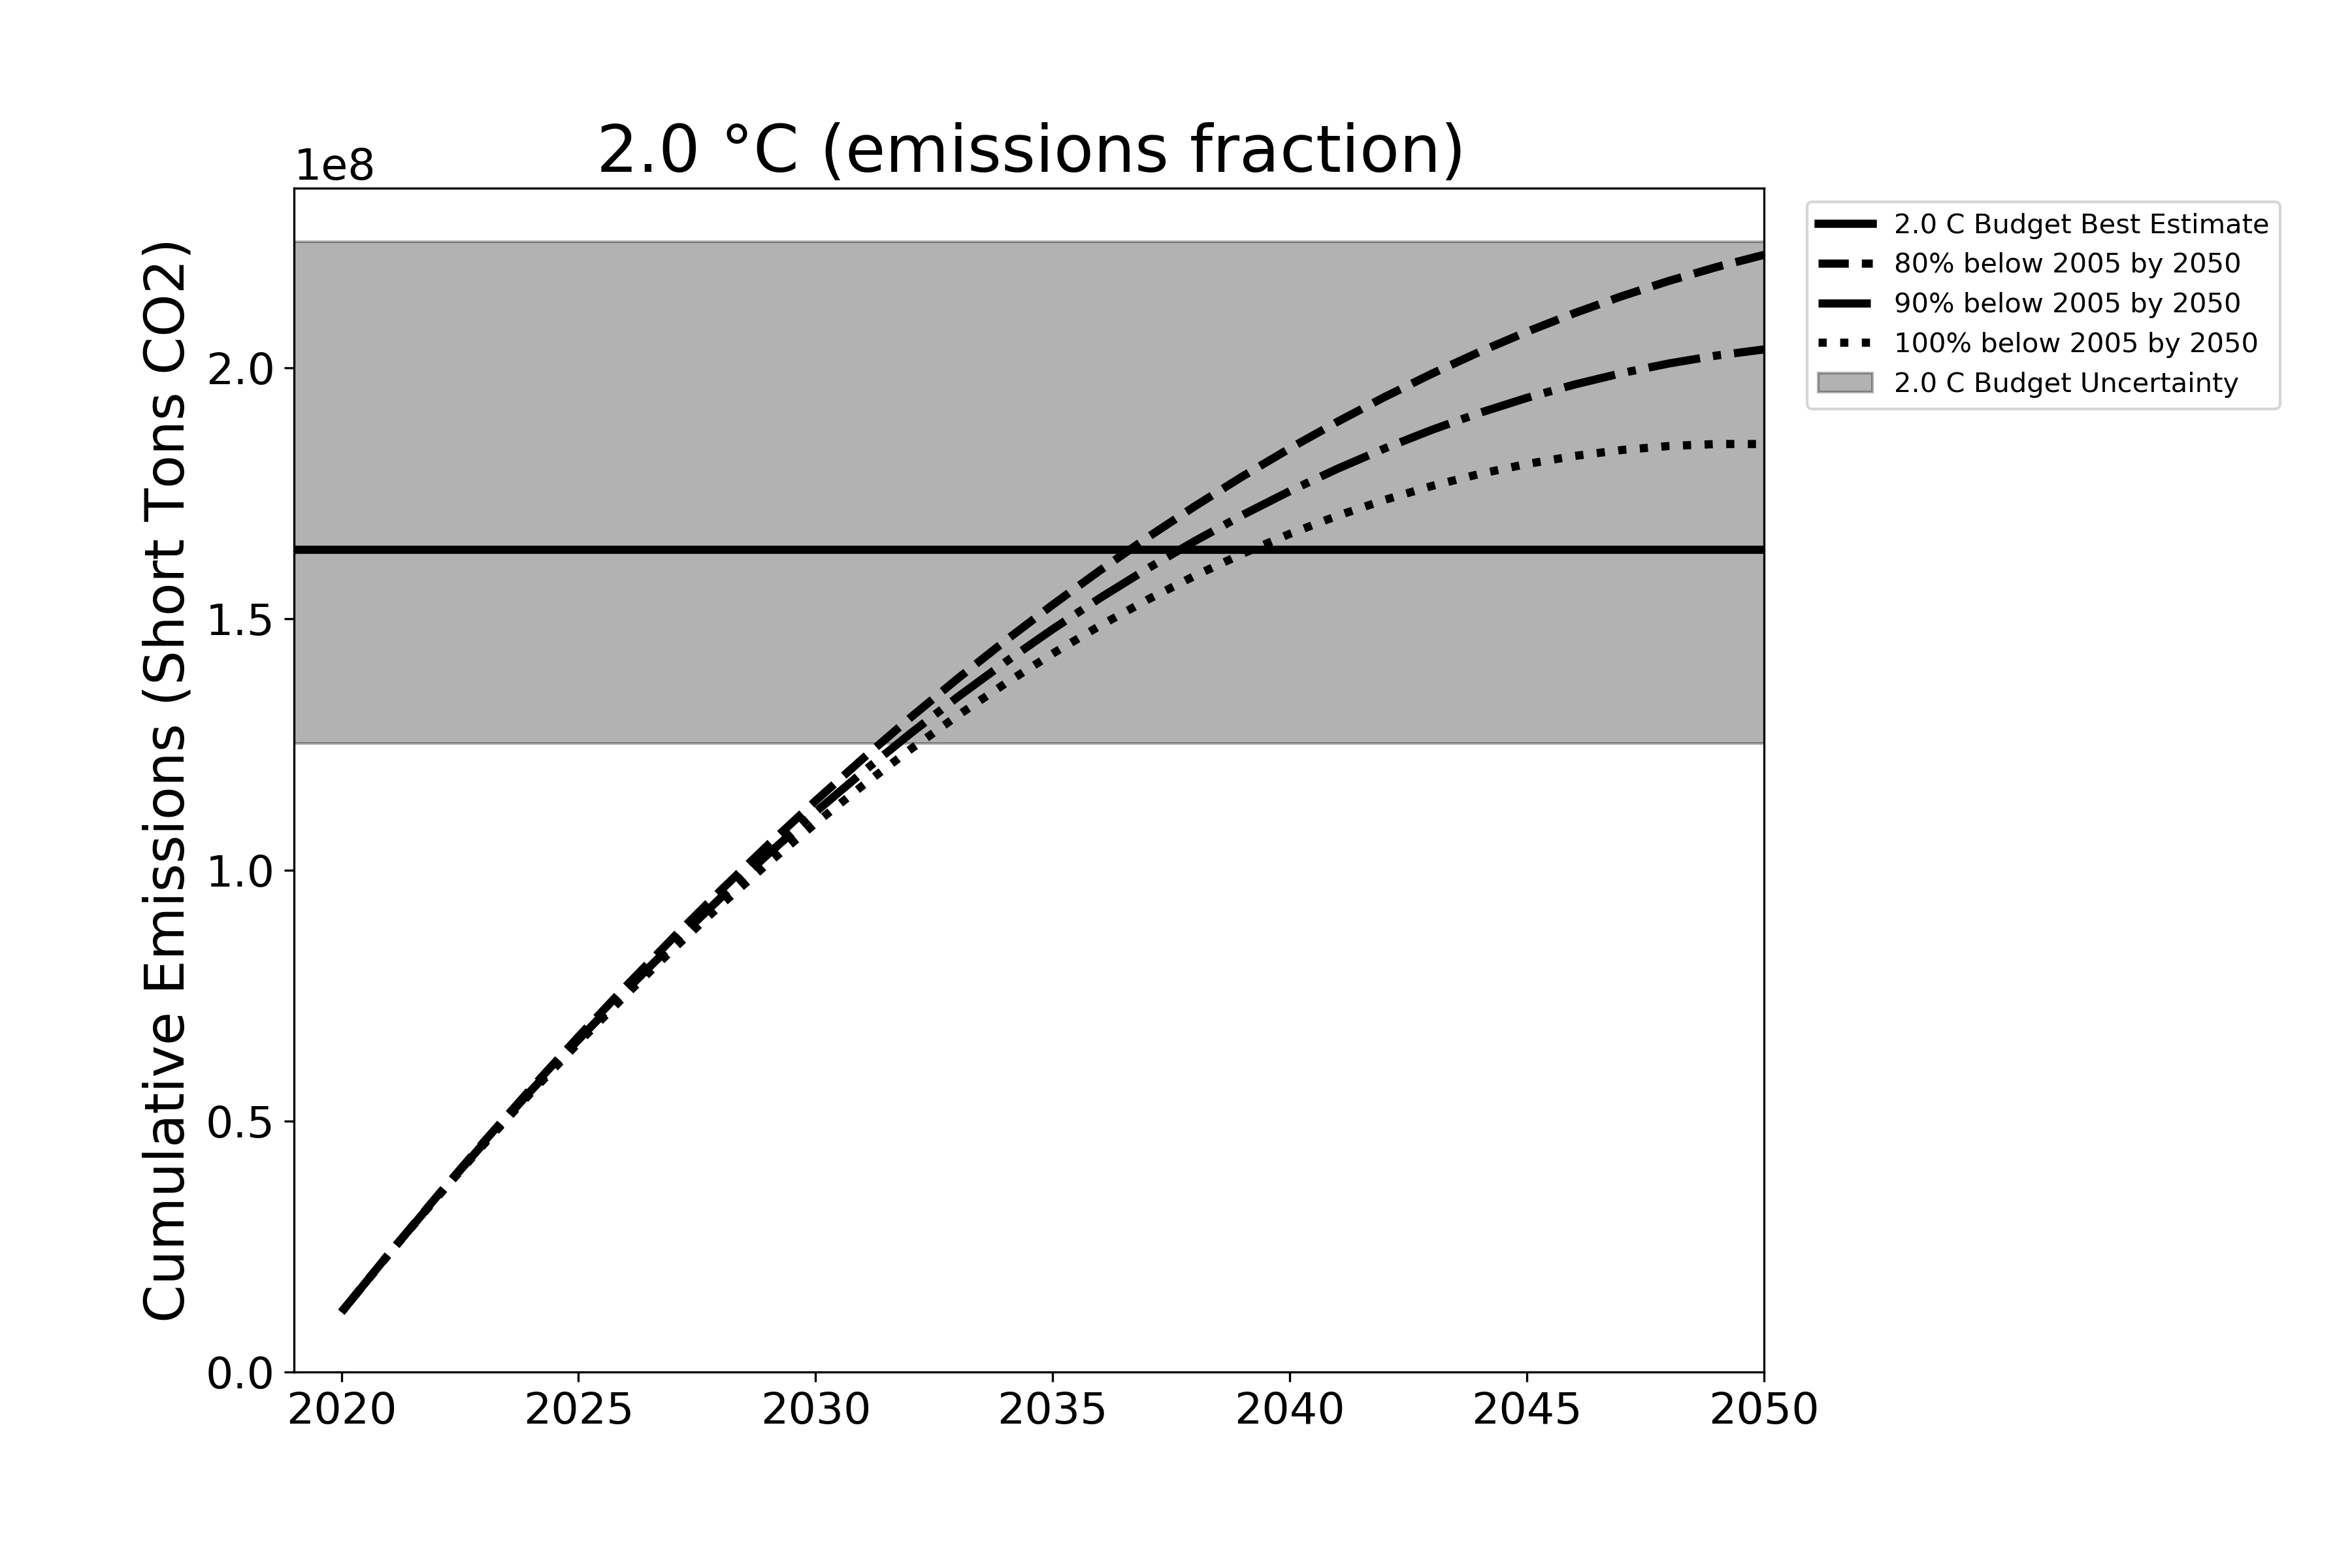 2.0 °C (emissions fraction)
1e8
Cumulative Emissions (Short Tons CO2)
2.0
1.5
1.0
0.5
0.0
2020 2025 2030 2035 2040 2045 2050
2.0 C Budget Best Estimate
80% below 2005 by 2050
90% below 2005 by 2050
100% below 2005 by 2050
2.0 C Budget Uncertainty